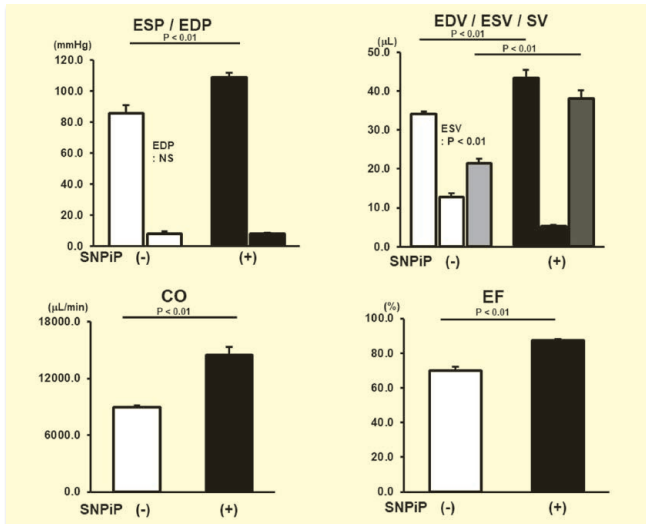 ESP / EDP
(mmHg)
P < 0.01
120.0
100.0
80.0
60.0
40.0
20.0
0.0
EDP
: NS
SNPiP (-) (+)
EDV / ESV / SV
(μL)
P < 0.01
P < 0.01
50.0
40.0
30.0
20.0
10.0
0.0
ESV
: P < 0.01
SNPiP (-) (+)
CO
(μL/min)
P < 0.01
18000.0
12000.0
6000.0
0.0
SNPiP (-) (+)
EF
(%)
P < 0.01
100.0
80.0
60.0
40.0
20.0
0.0
SNPiP (-) (+)